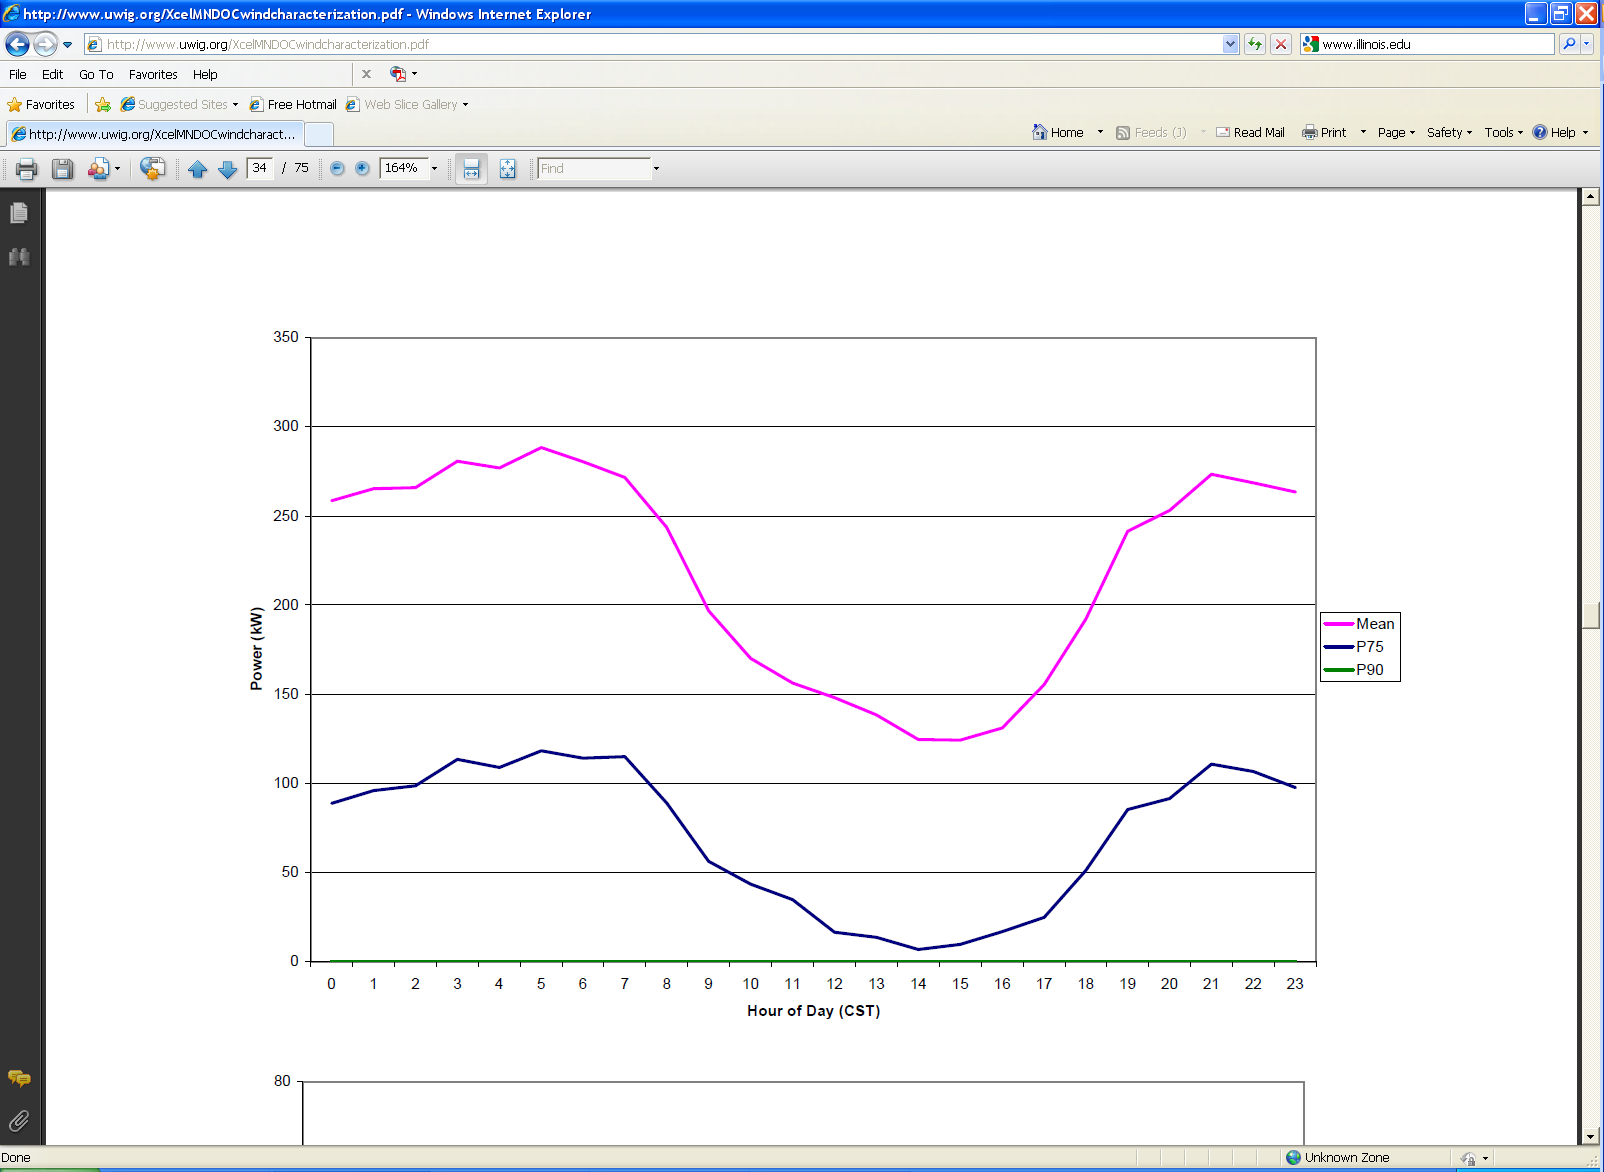 http://www.uwig.org/XcelMNDOCwindcharacterization.pdf - Windows Internet Explorer
http://www.uwig.org/XcelMNDOCwindcharacterization.pdf
www.illinois.edu
File Edit Go To Favorites Help
Favorites Suggested Sites Free Hotmail Web Slice Gallery
http://www.uwig.org/XcelMNDOCwindcharact...
Home Feeds (J) Read Mail Print Page Safety Tools Help
34 / 75 164% Find
350
300
250
200
150
100
50
0
Power (kW)
Mean
P75
P90
0 1 2 3 4 5 6 7 8 9 10 11 12 13 14 15 16 17 18 19 20 21 22 23
Hour of Day (CST)
80
Done
Unknown Zone